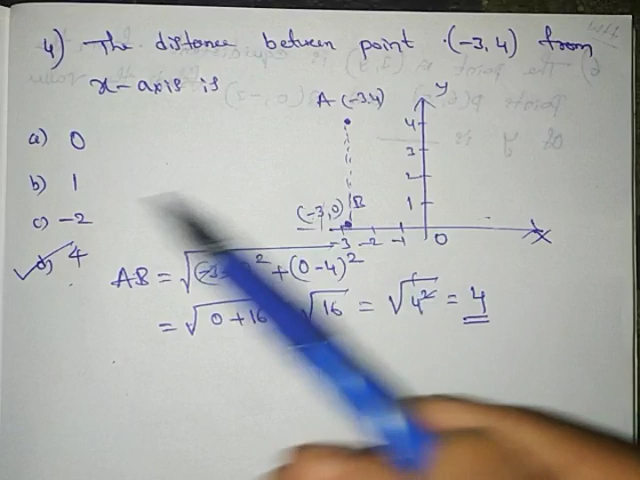 4) The distance between point (-3,4) from
x-axis is
a) 0
b) 1
c) -2
d) 4
A (-3,4)
y
4
3
2
1
(-3,0) B
-3 -2 -1 0 x
AB = √ +(0-4)²
= √0+16 √16 = √4² = 4